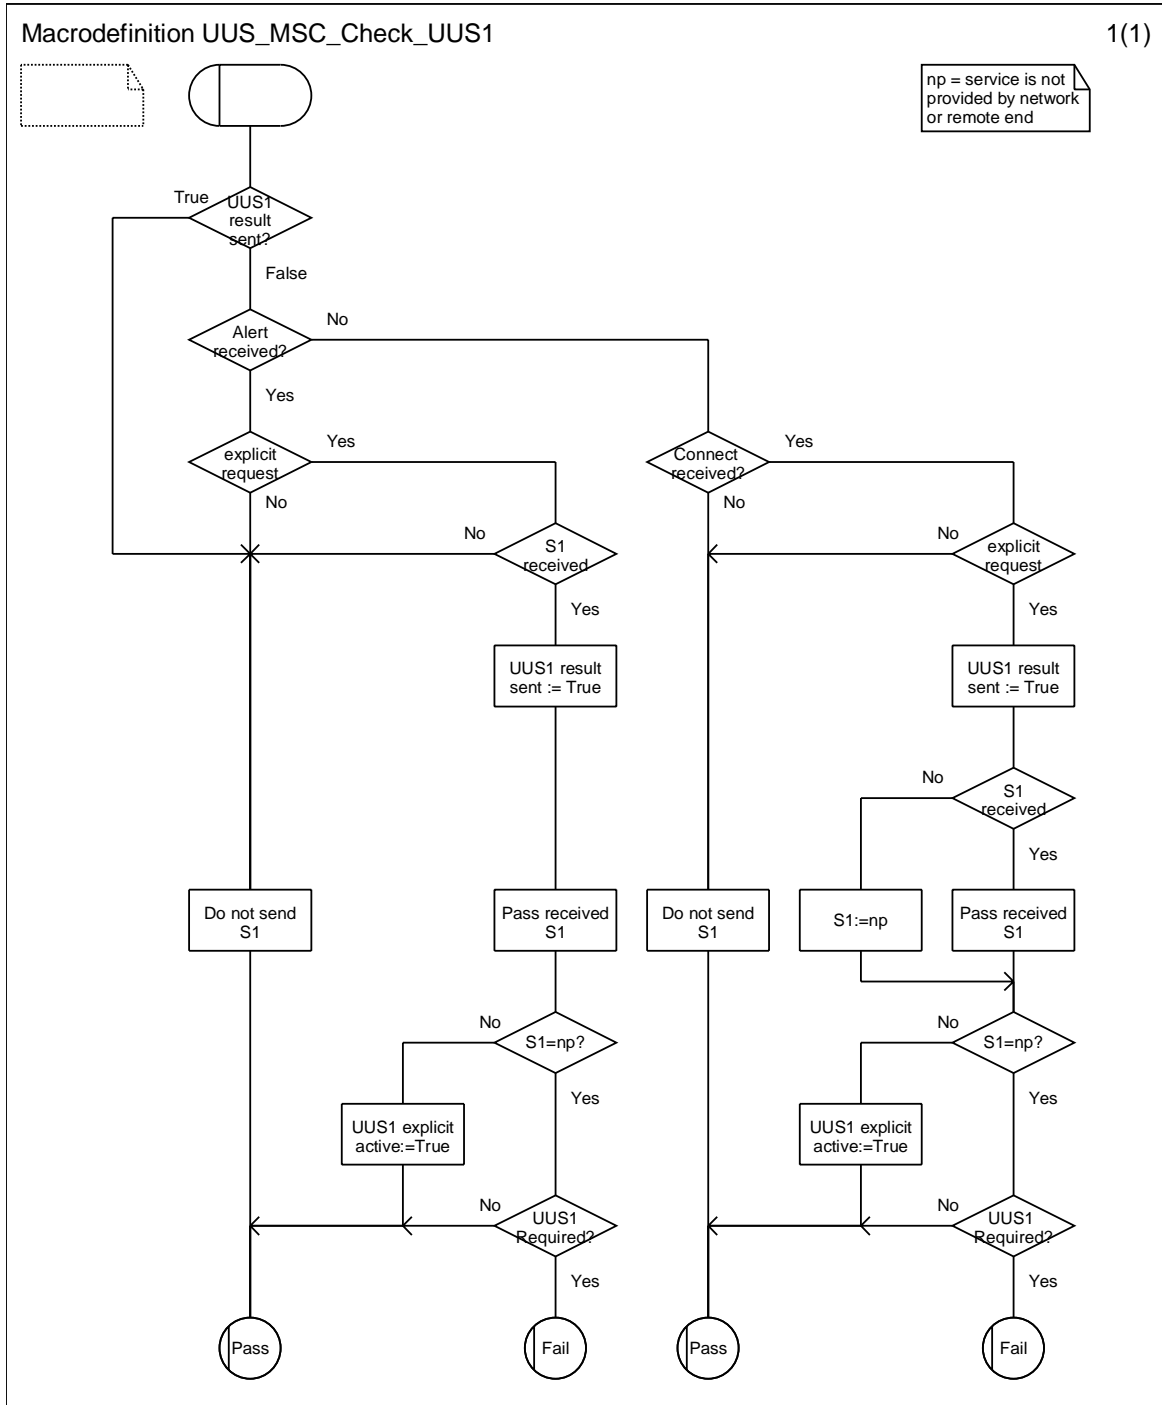 Macrodefinition UUS_MSC_Check_UUS1
1(1)
np = service is not
provided by network
or remote end
True
UUS1
result
sent?
False
Alert
received?
No
Yes
explicit
request
Yes
No
Connect
received?
Yes
No
No
S1
received
Yes
No
explicit
request
Yes
UUS1 result
sent := True
UUS1 result
sent := True
No
S1
received
Yes
Do not send
S1
Pass received
S1
Do not send
S1
S1:=np
Pass received
S1
No
S1=np?
Yes
No
S1=np?
Yes
UUS1 explicit
active:=True
UUS1 explicit
active:=True
No
UUS1
Required?
Yes
No
UUS1
Required?
Yes
Pass
Fail
Pass
Fail